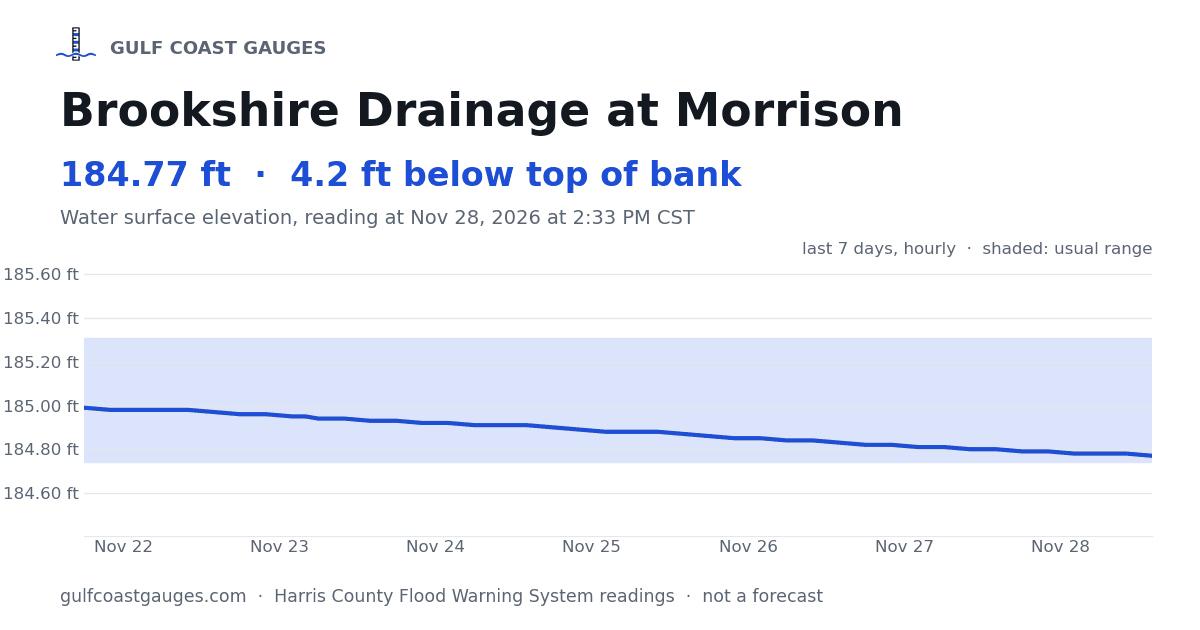 GULF COAST GAUGES
Brookshire Drainage at Morrison
184.77 ft · 4.2 ft below top of bank
Water surface elevation, reading at Nov 28, 2026 at 2:33 PM CST
last 7 days, hourly · shaded: usual range
185.60 ft
185.40 ft
185.20 ft
185.00 ft
184.80 ft
184.60 ft
Nov 22 Nov 23 Nov 24 Nov 25 Nov 26 Nov 27 Nov 28
gulfcoastgauges.com · Harris County Flood Warning System readings · not a forecast